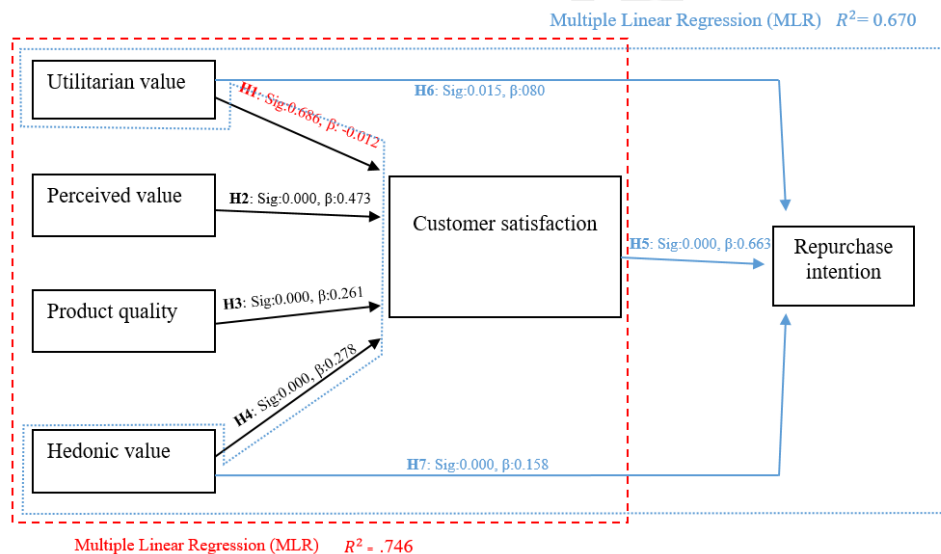 Multiple Linear Regression (MLR) R²= 0.670
Utilitarian value
H1: Sig:0.686, β: -0.012
H6: Sig:0.015, β:080
Perceived value
H2: Sig:0.000, β:0.473
Customer satisfaction
H5: Sig:0.000, β:0.663
Repurchase
intention
Product quality
H3: Sig:0.000, β:0.261
H4: Sig:0.000, β:0.278
Hedonic value
H7: Sig:0.000, β:0.158
Multiple Linear Regression (MLR) R² = .746